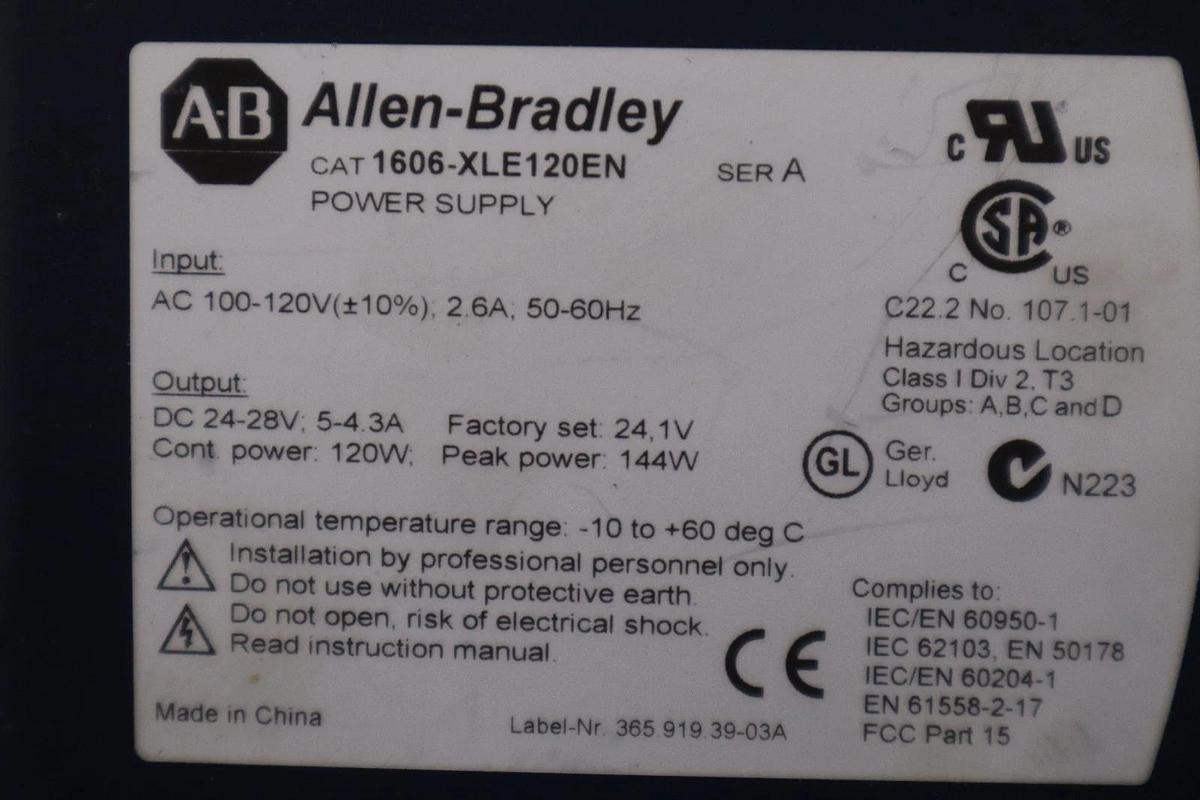 A-B Allen-Bradley
CAT 1606-XLE120EN SER A
POWER SUPPLY
Input:
AC 100-120V(±10%); 2.6A; 50-60Hz
Output:
DC 24-28V; 5-4.3A Factory set: 24,1V
Cont. power: 120W; Peak power: 144W
Operational temperature range: -10 to +60 deg C
Installation by professional personnel only.
Do not use without protective earth.
Do not open, risk of electrical shock.
Read instruction manual.
Made in China
Label-Nr. 365.919.39-03A
C RU US
CSA ®
C US
C22.2 No. 107.1-01
Hazardous Location
Class I Div 2, T3
Groups: A,B,C and D
GL Ger.
Lloyd
N223
CE
Complies to:
IEC/EN 60950-1
IEC 62103, EN 50178
IEC/EN 60204-1
EN 61558-2-17
FCC Part 15